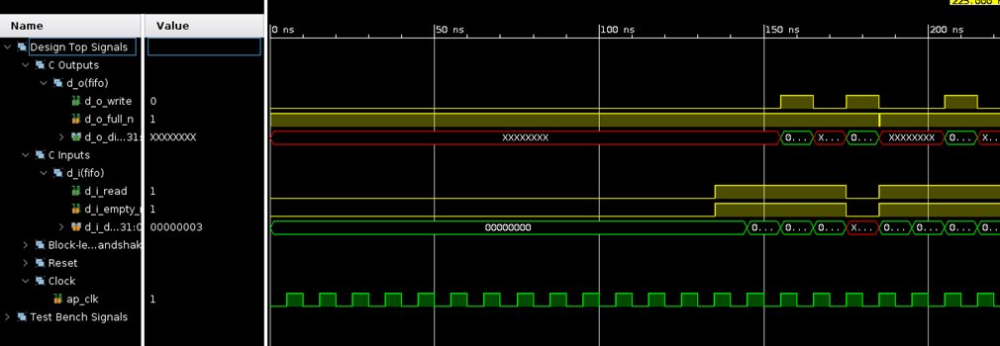 225.000 ns
Name Value
0 ns 50 ns 100 ns 150 ns 200 ns
Design Top Signals
C Outputs
d_o(fifo)
d_o_write 0
d_o_full_n 1
d_o_di...31: XXXXXXXX XXXXXXXX 0... X... 0... XXXXXXXX 0... X...
C Inputs
d_i(fifo)
d_i_read 1
d_i_empty_ 1
d_i_d...31:0 00000003 00000000 0... 0... 0... X... 0... 0... 0... 0...
Block-le...andshak
Reset
Clock
ap_clk 1
Test Bench Signals